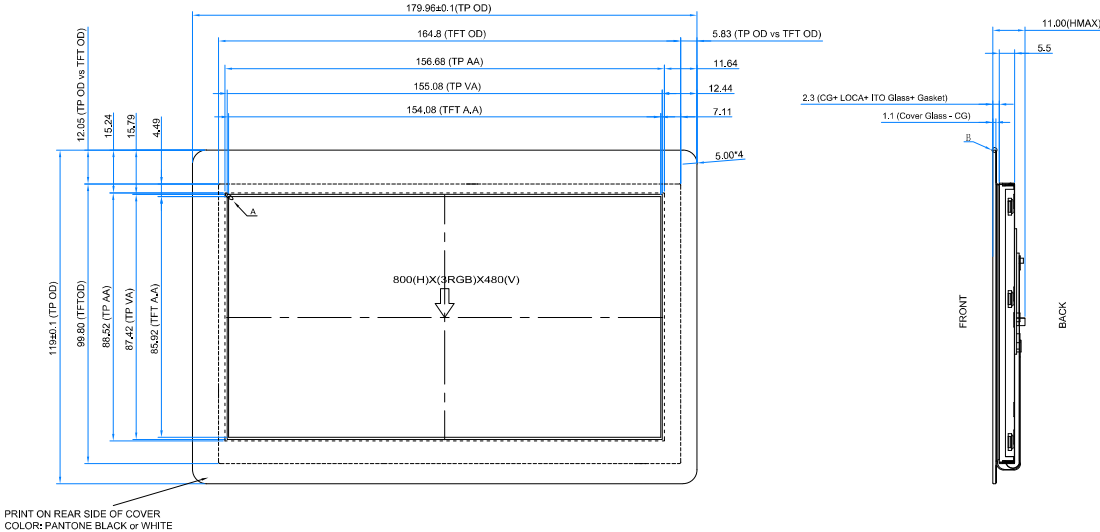 179.96±0.1(TP OD)
164.8 (TFT OD)
5.83 (TP OD vs TFT OD)
156.68 (TP AA)
11.64
155.08 (TP VA)
12.44
154.08 (TFT A.A)
7.11
5.00*4
12.05 (TP OD vs TFT OD)
15.24
15.79
4.49
119±0.1 (TP OD)
99.80 (TFTOD)
88.52 (TP AA)
87.42 (TP VA)
85.92 (TFT A.A)
A
800(H)X(3RGB)X480(V)
PRINT ON REAR SIDE OF COVER
COLOR: PANTONE BLACK or WHITE
11.00(HMAX)
5.5
2.3 (CG+ LOCA+ ITO Glass+ Gasket)
1.1 (Cover Glass - CG)
B
FRONT
BACK